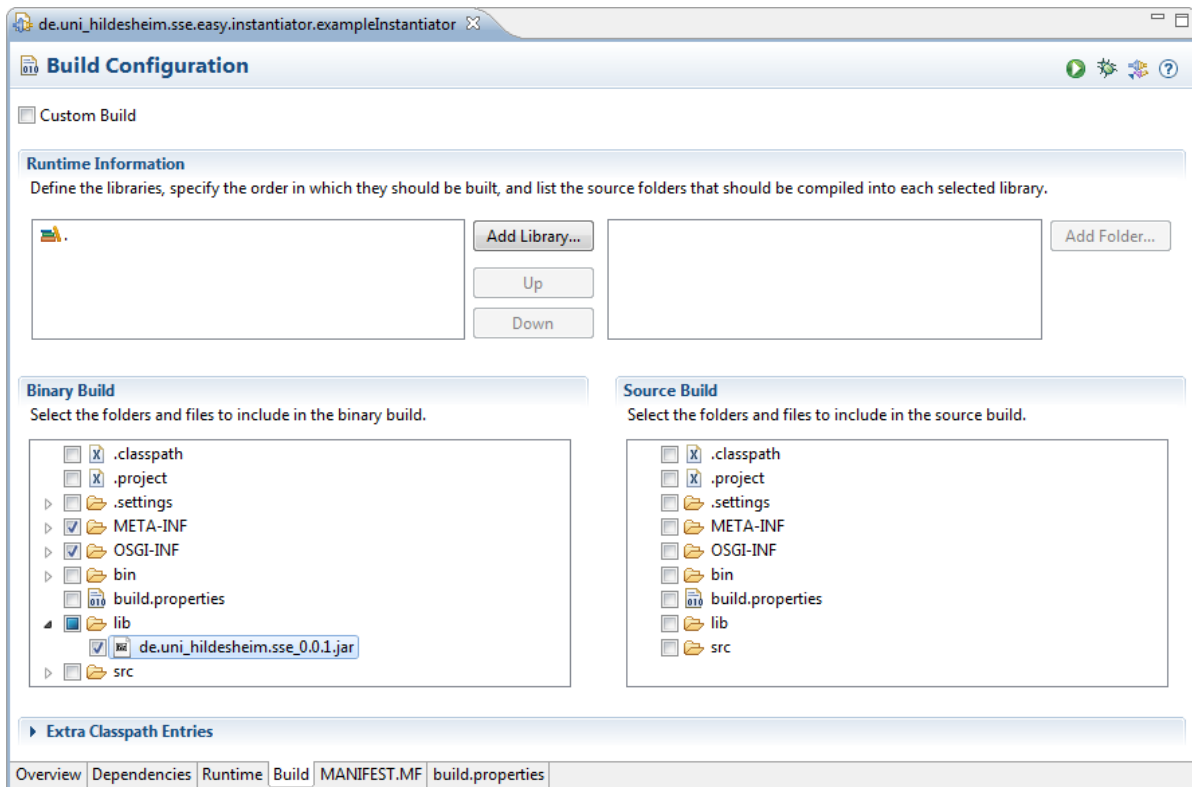 de.uni_hildesheim.sse.easy.instantiator.exampleInstantiator
Build Configuration
Custom Build
Runtime Information
Define the libraries, specify the order in which they should be built, and list the source folders that should be compiled into each selected library.
.
Add Library...
Add Folder...
Up
Down
Binary Build
Select the folders and files to include in the binary build.
.classpath
.project
.settings
META-INF
OSGI-INF
bin
build.properties
lib
de.uni_hildesheim.sse_0.0.1.jar
src
Source Build
Select the folders and files to include in the source build.
.classpath
.project
.settings
META-INF
OSGI-INF
bin
build.properties
lib
src
Extra Classpath Entries
Overview Dependencies Runtime Build MANIFEST.MF build.properties